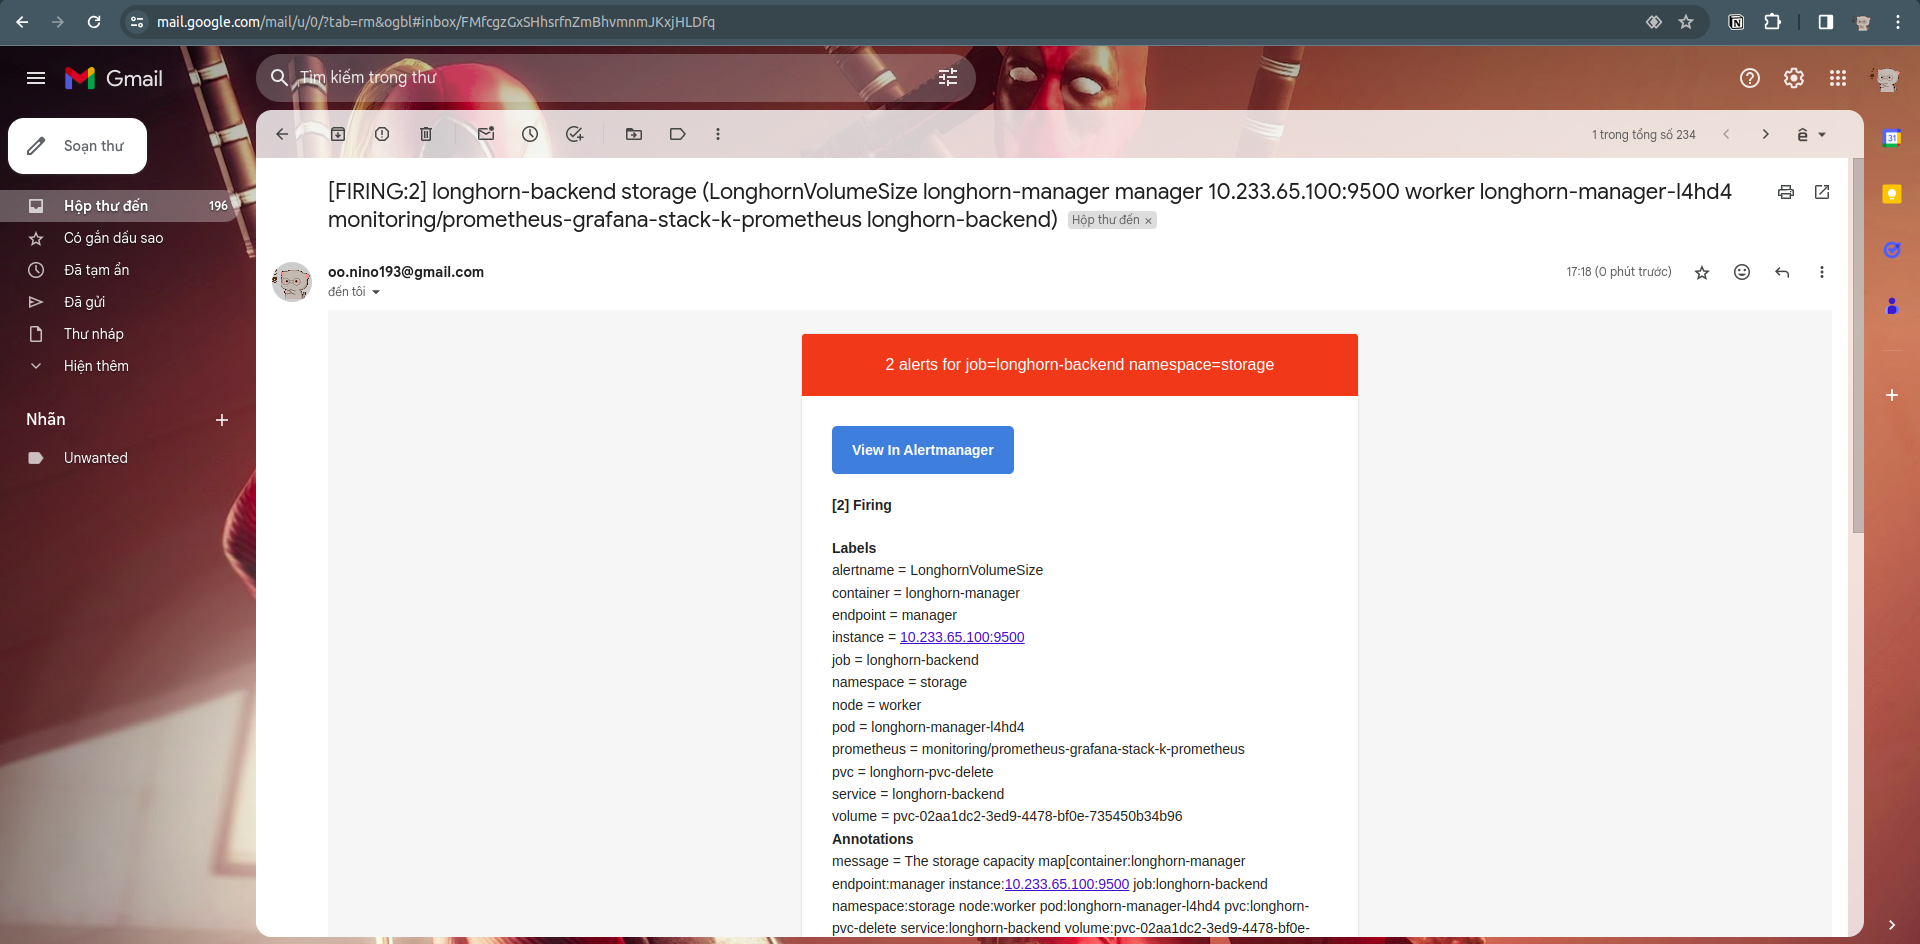 mail.google.com/mail/u/0/?tab=rm&ogbl#inbox/FMfcgzGxSHhsrfnZmBhvmnmJKxjHLDfq
Gmail
Tìm kiếm trong thư
Soạn thư
Hộp thư đến 196
Có gắn dấu sao
Đã tạm ẩn
Đã gửi
Thư nháp
Hiện thêm
Nhãn
Unwanted
1 trong tổng số 234
[FIRING:2] longhorn-backend storage (LonghornVolumeSize longhorn-manager manager 10.233.65.100:9500 worker longhorn-manager-l4hd4
monitoring/prometheus-grafana-stack-k-prometheus longhorn-backend) Hộp thư đến ×
oo.nino193@gmail.com
17:18 (0 phút trước)
đến tôi
2 alerts for job=longhorn-backend namespace=storage
View In Alertmanager
[2] Firing
Labels
alertname = LonghornVolumeSize
container = longhorn-manager
endpoint = manager
instance = 10.233.65.100:9500
job = longhorn-backend
namespace = storage
node = worker
pod = longhorn-manager-l4hd4
prometheus = monitoring/prometheus-grafana-stack-k-prometheus
pvc = longhorn-pvc-delete
service = longhorn-backend
volume = pvc-02aa1dc2-3ed9-4478-bf0e-735450b34b96
Annotations
message = The storage capacity map[container:longhorn-manager
endpoint:manager instance:10.233.65.100:9500 job:longhorn-backend
namespace:storage node:worker pod:longhorn-manager-l4hd4 pvc:longhorn-
pvc-delete service:longhorn-backend volume:pvc-02aa1dc2-3ed9-4478-bf0e-